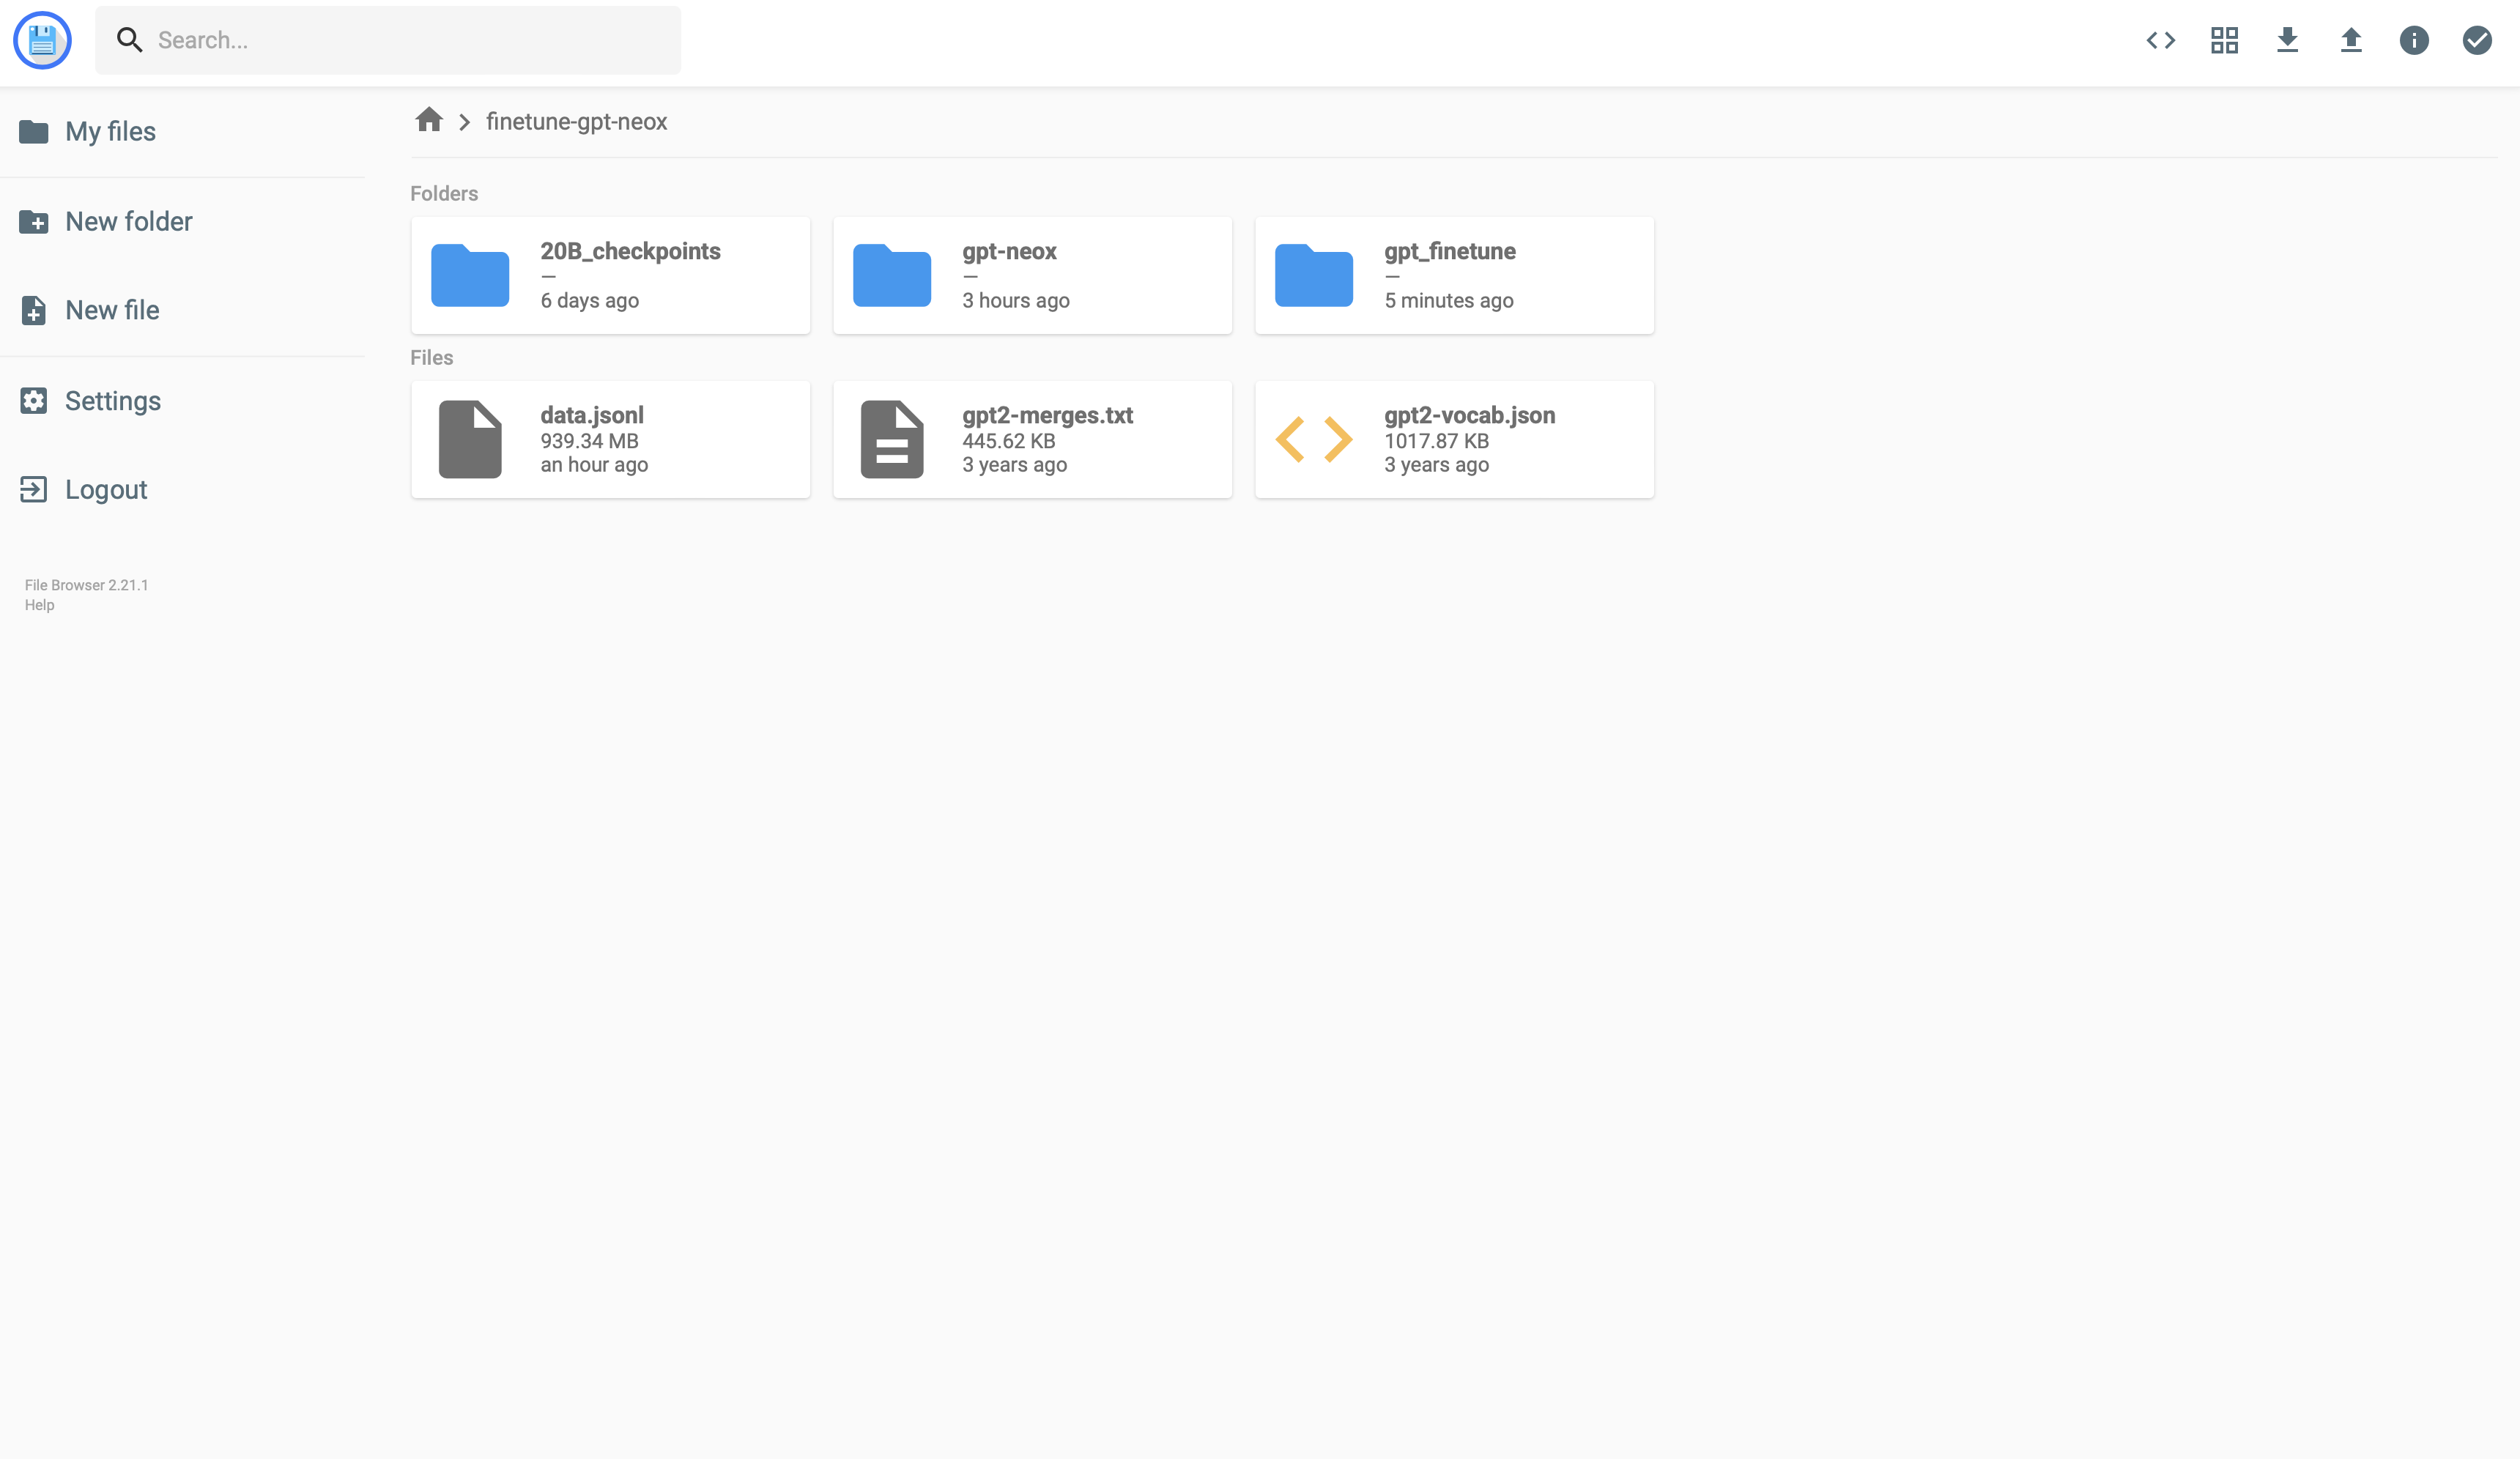 Search...
My files
New folder
New file
Settings
Logout
File Browser 2.21.1
Help
finetune-gpt-neox
Folders
20B_checkpoints
—
6 days ago
gpt-neox
—
3 hours ago
gpt_finetune
—
5 minutes ago
Files
data.jsonl
939.34 MB
an hour ago
gpt2-merges.txt
445.62 KB
3 years ago
gpt2-vocab.json
1017.87 KB
3 years ago